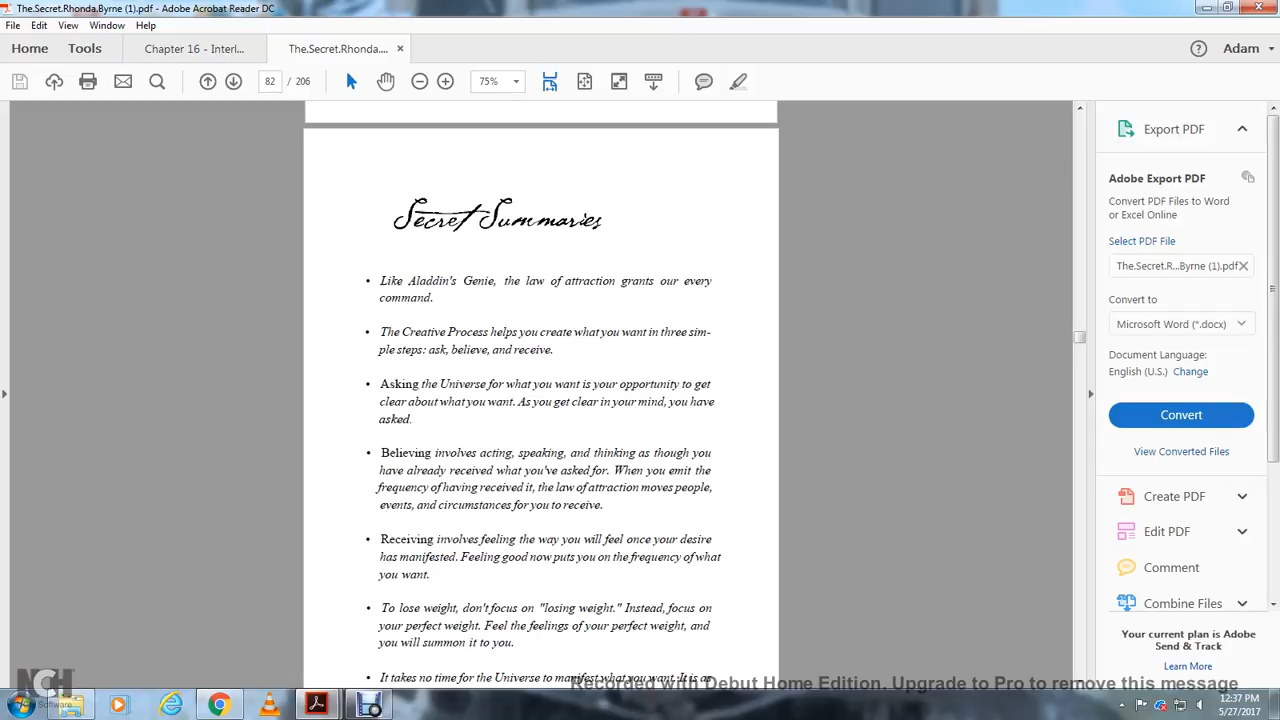 The.Secret.Rhonda.Byrne (1).pdf - Adobe Acrobat Reader DC
File Edit View Window Help
Home Tools Chapter 16 - Interl... The.Secret.Rhonda.... × Adam
82 / 206 75%
Export PDF
Adobe Export PDF
Convert PDF Files to Word
or Excel Online
Select PDF File
The.Secret.R...Byrne (1).pdf
Convert to
Microsoft Word (*.docx)
Document Language:
English (U.S.) Change
Convert
View Converted Files
Create PDF
Edit PDF
Comment
Combine Files
Your current plan is Adobe
Send & Track
Learn More
Secret Summaries
• Like Aladdin's Genie, the law of attraction grants our every
command.
• The Creative Process helps you create what you want in three sim-
ple steps: ask, believe, and receive.
• Asking the Universe for what you want is your opportunity to get
clear about what you want. As you get clear in your mind, you have
asked.
• Believing involves acting, speaking, and thinking as though you
have already received what you've asked for. When you emit the
frequency of having received it, the law of attraction moves people,
events, and circumstances for you to receive.
• Receiving involves feeling the way you will feel once your desire
has manifested. Feeling good now puts you on the frequency of what
you want.
• To lose weight, don't focus on "losing weight." Instead, focus on
your perfect weight. Feel the feelings of your perfect weight, and
you will summon it to you.
• It takes no time for the Universe to manifest what you want. It is as
NCH
Software
Recorded with Debut Home Edition. Upgrade to Pro to remove this message
12:37 PM
5/27/2017